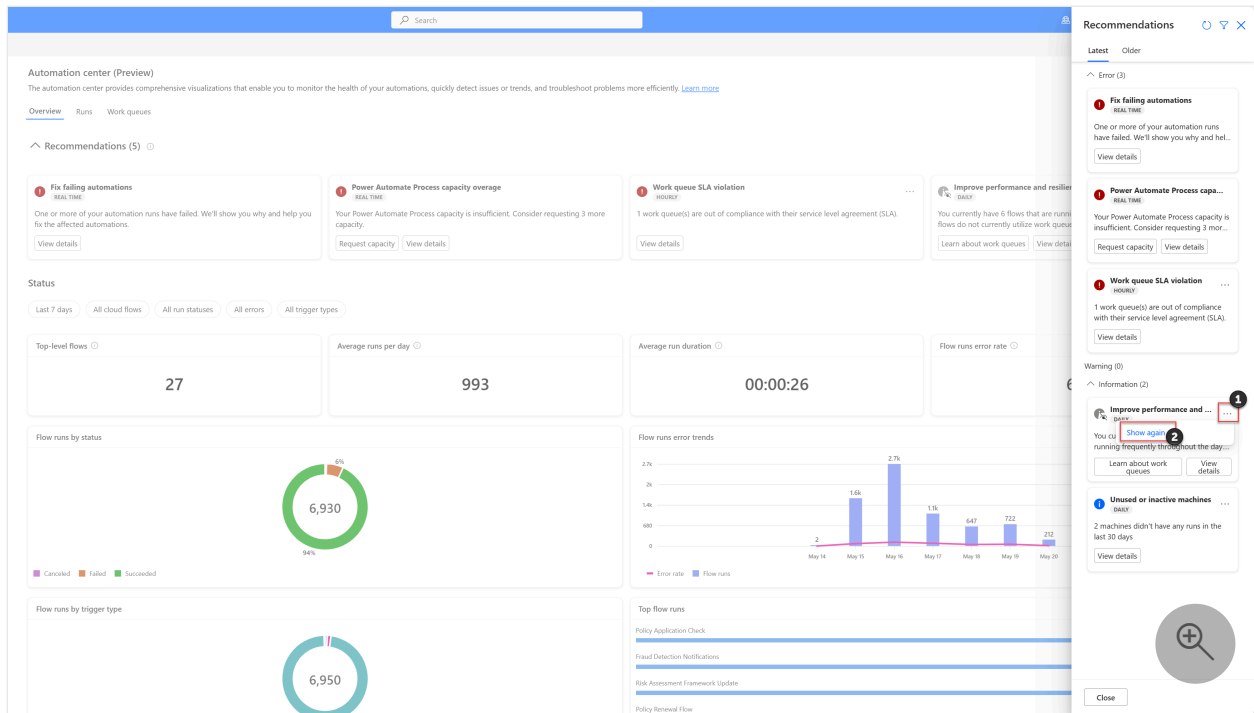 Search
Automation center (Preview)
The automation center provides comprehensive visualizations that enable you to monitor the health of your automations, quickly detect issues or trends, and troubleshoot problems more efficiently. Learn more
Overview Runs Work queues
Recommendations (5)
Fix failing automations
REAL TIME
One or more of your automation runs have failed. We'll show you why and help you
fix the affected automations.
View details
Power Automate Process capacity overage
REAL TIME
Your Power Automate Process capacity is insufficient. Consider requesting 3 more
capacity.
Request capacity View details
Work queue SLA violation
HOURLY
1 work queue(s) are out of compliance with their service level agreement (SLA).
View details
Improve performance and resilien
DAILY
You currently have 6 flows that are runni
flows do not currently utilize work queue
Learn about work queues View detai
Status
Last 7 days All cloud flows All run statuses All errors All trigger types
Top-level flows
27
Average runs per day
993
Average run duration
00:00:26
Flow runs error rate
Flow runs by status
6%
6,930
94%
Canceled Failed Succeeded
Flow runs error trends
2.7k
2k
1.4k
680
0
2
1.6k
2.7k
1.1k
647
722
212
May 14 May 15 May 16 May 17 May 18 May 19 May 20
Error rate Flow runs
Flow runs by trigger type
6,950
Top flow runs
Policy Application Check
Fraud Detection Notifications
Risk Assessment Framework Update
Policy Renewal Flow
Recommendations
Latest Older
Error (3)
Fix failing automations
REAL TIME
One or more of your automation runs
have failed. We'll show you why and hel...
View details
Power Automate Process capa...
REAL TIME
Your Power Automate Process capacity is
insufficient. Consider requesting 3 mor...
Request capacity View details
Work queue SLA violation
HOURLY
1 work queue(s) are out of compliance
with their service level agreement (SLA).
View details
Warning (0)
Information (2)
1
Improve performance and ...
DAILY
Show again
2
You cu
running frequently throughout the day....
Learn about work
queues
View
details
Unused or inactive machines
DAILY
2 machines didn't have any runs in the
last 30 days
View details
Close